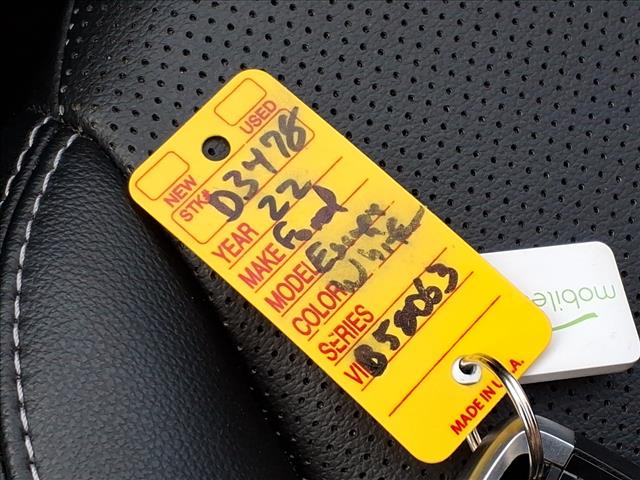 NEW USED
STK# D3478
YEAR 22
MAKE Ford
MODEL Escape
COLOR White
SERIES
VIN B50063
MADE IN U.S.A.
mobile